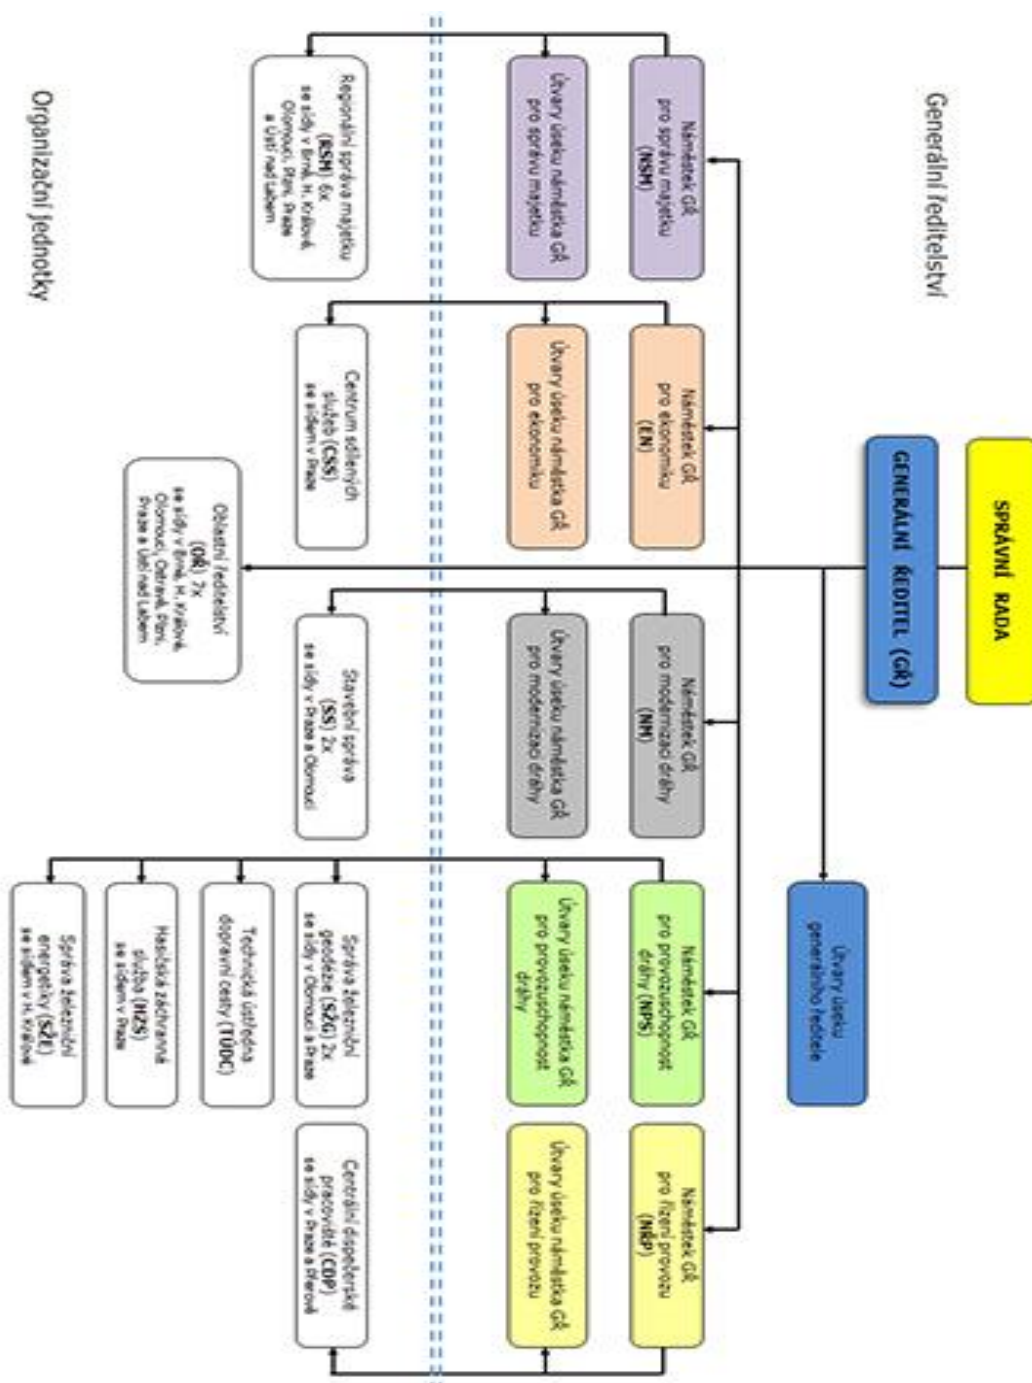 SPRÁVNÍ RADA
GENERÁLNÍ ŘEDITEL (GŘ)
Generální ředitelství
Útvary úseku
generálního ředitele
Náměstek GŘ
pro správu majetku
(NSM)
Náměstek GŘ
pro ekonomiku
(EN)
Náměstek GŘ
pro modernizaci dráhy
(NM)
Náměstek GŘ
pro provozuschopnost
dráhy (NPS)
Náměstek GŘ
pro řízení provozu
(NŘP)
Útvary úseku náměstka GŘ
pro správu majetku
Útvary úseku náměstka GŘ
pro ekonomiku
Útvary úseku náměstka GŘ
pro modernizaci dráhy
Útvary úseku náměstka GŘ
pro provozuschopnost
dráhy
Útvary úseku náměstka GŘ
pro řízení provozu
Regionální správa majetku
(RSM) 6x
se sídly v Brně, H. Králové,
Olomouci, Plzni, Praze
a Ústí nad Labem
Centrum sdílených
služeb (CSS)
se sídlem v Praze
Stavební správa
(SS) 2x
se sídly v Praze a Olomouci
Správa železniční
geodézie (SŽG) 2x
se sídly v Olomouci a Praze
Centrální dispečerské
pracoviště (CDP)
se sídly v Praze a Přerově
Technická ústředna
dopravní cesty (TÚDC)
Oblastní ředitelství
(OŘ) 7x
se sídly v Brně, H. Králové,
Olomouci, Ostravě, Plzni,
Praze a Ústí nad Labem
Hasičská záchranná
služba (HZS)
se sídlem v Praze
Organizační jednotky
Správa železniční
energetiky (SŽE)
se sídlem v H. Králové